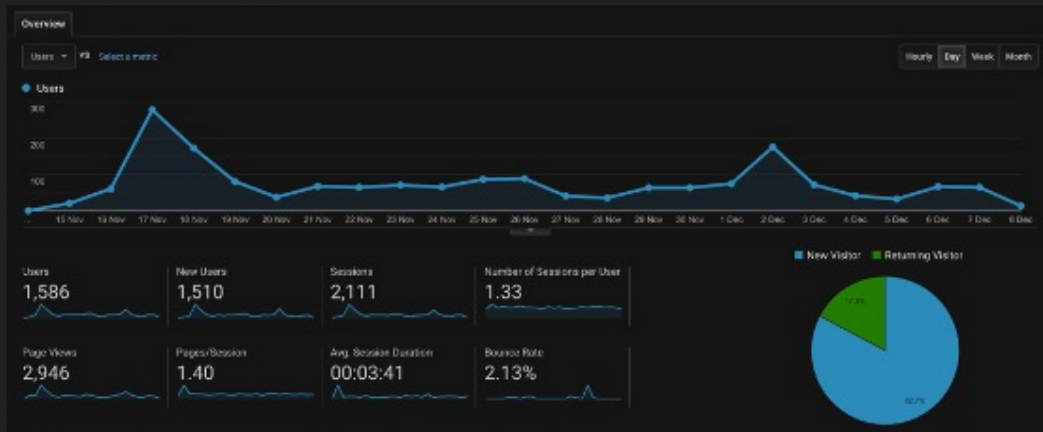 Overview
Users VS Select a metric
Hourly Day Week Month
Users
300
200
100
...
15 Nov 16 Nov 17 Nov 18 Nov 19 Nov 20 Nov 21 Nov 22 Nov 23 Nov 24 Nov 25 Nov 26 Nov 27 Nov 28 Nov 29 Nov 30 Nov 1 Dec 2 Dec 3 Dec 4 Dec 5 Dec 6 Dec 7 Dec 8 Dec
New Visitor Returning Visitor
Users New Users Sessions Number of Sessions per User
1,586 1,510 2,111 1.33
Page Views Pages/Session Avg. Session Duration Bounce Rate
2,946 1.40 00:03:41 2.13%